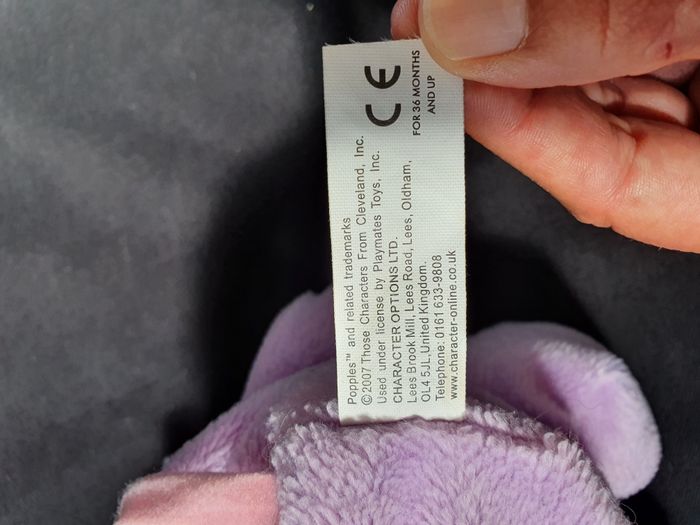 Popples™ and related trademarks
©2007 Those Characters From Cleveland, Inc.
Used under license by Playmates Toys, Inc.
CHARACTER OPTIONS LTD.
Lees Brook Mill, Lees Road, Lees, Oldham,
OL4 5JL,United Kingdom.
Telephone: 0161 633-9808
www.character-online.co.uk
CE
FOR 36 MONTHS
AND UP